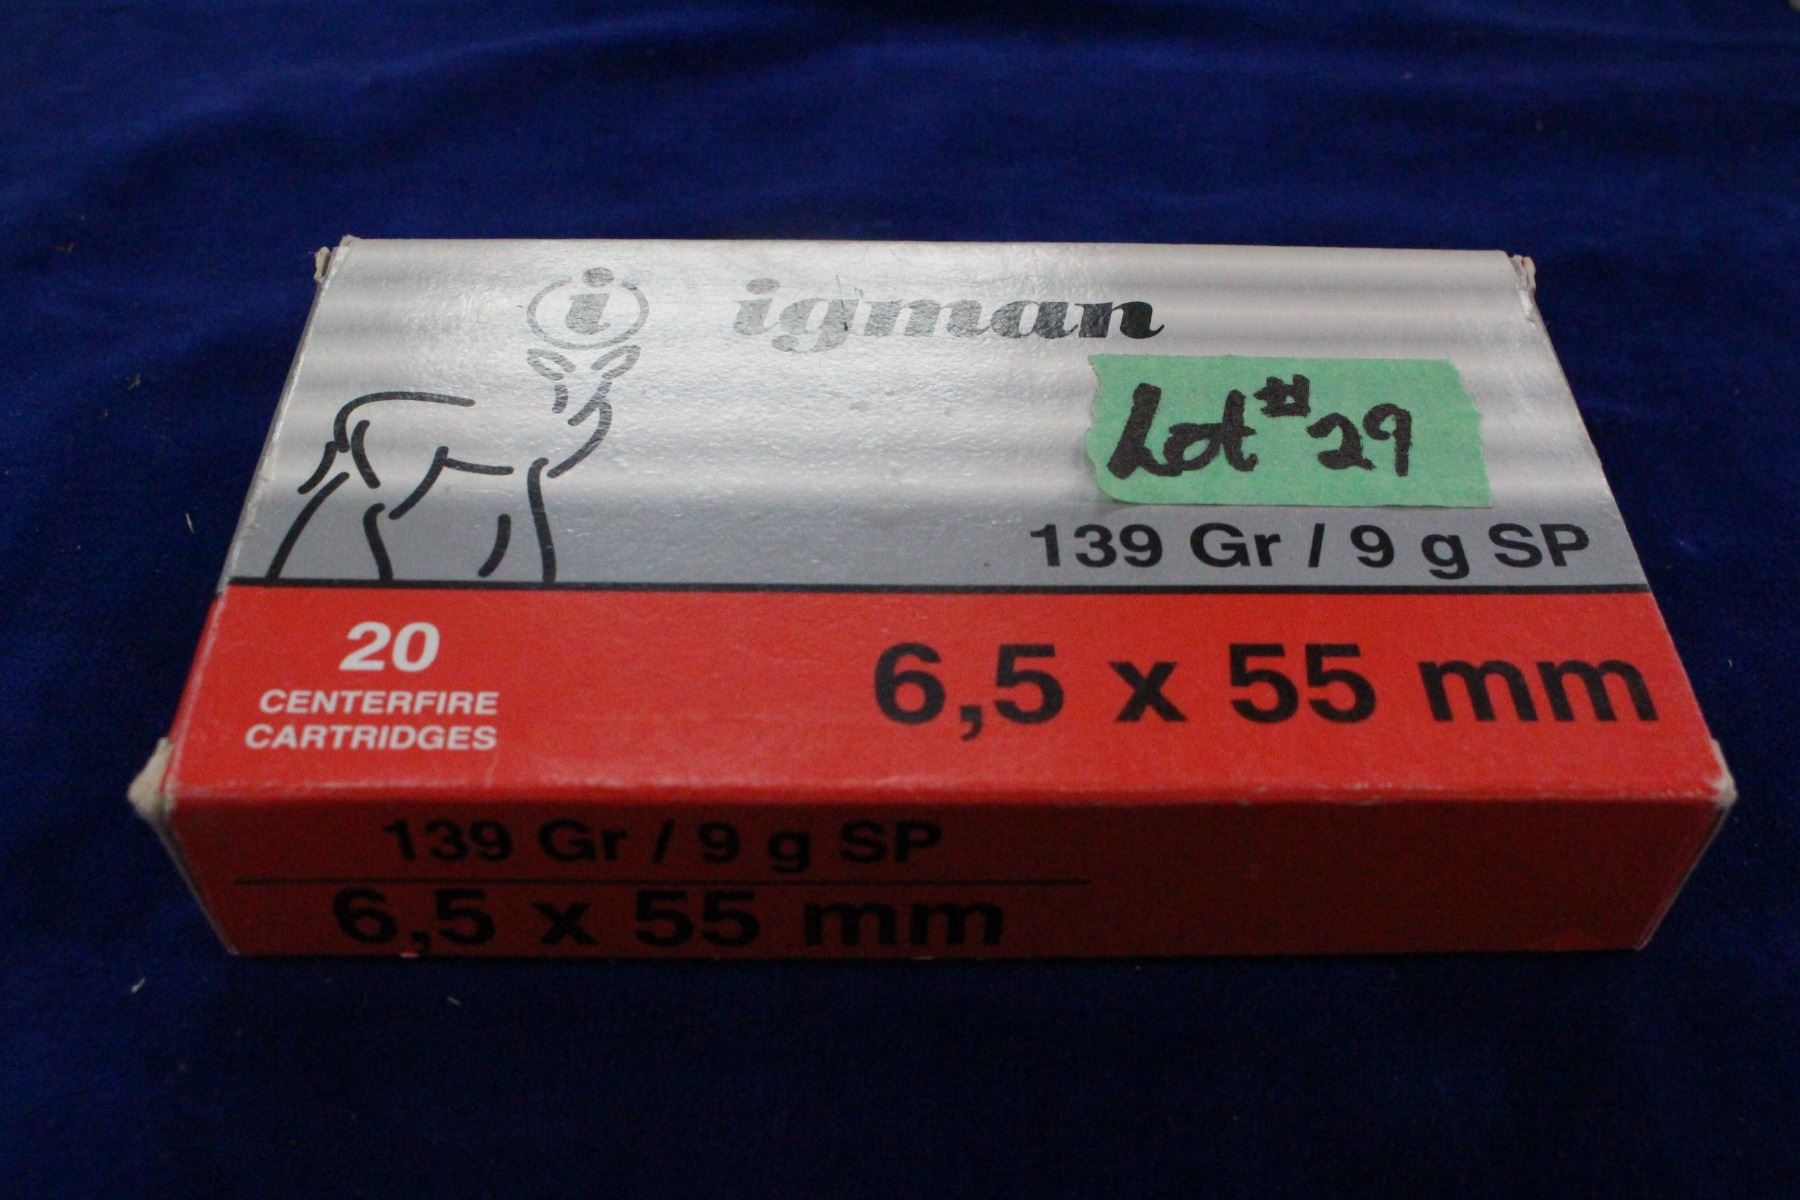 i
igman
Lot #29
139 Gr / 9 g SP
20
CENTERFIRE
CARTRIDGES
6,5 x 55 mm
139 Gr / 9 g SP
6,5 x 55 mm